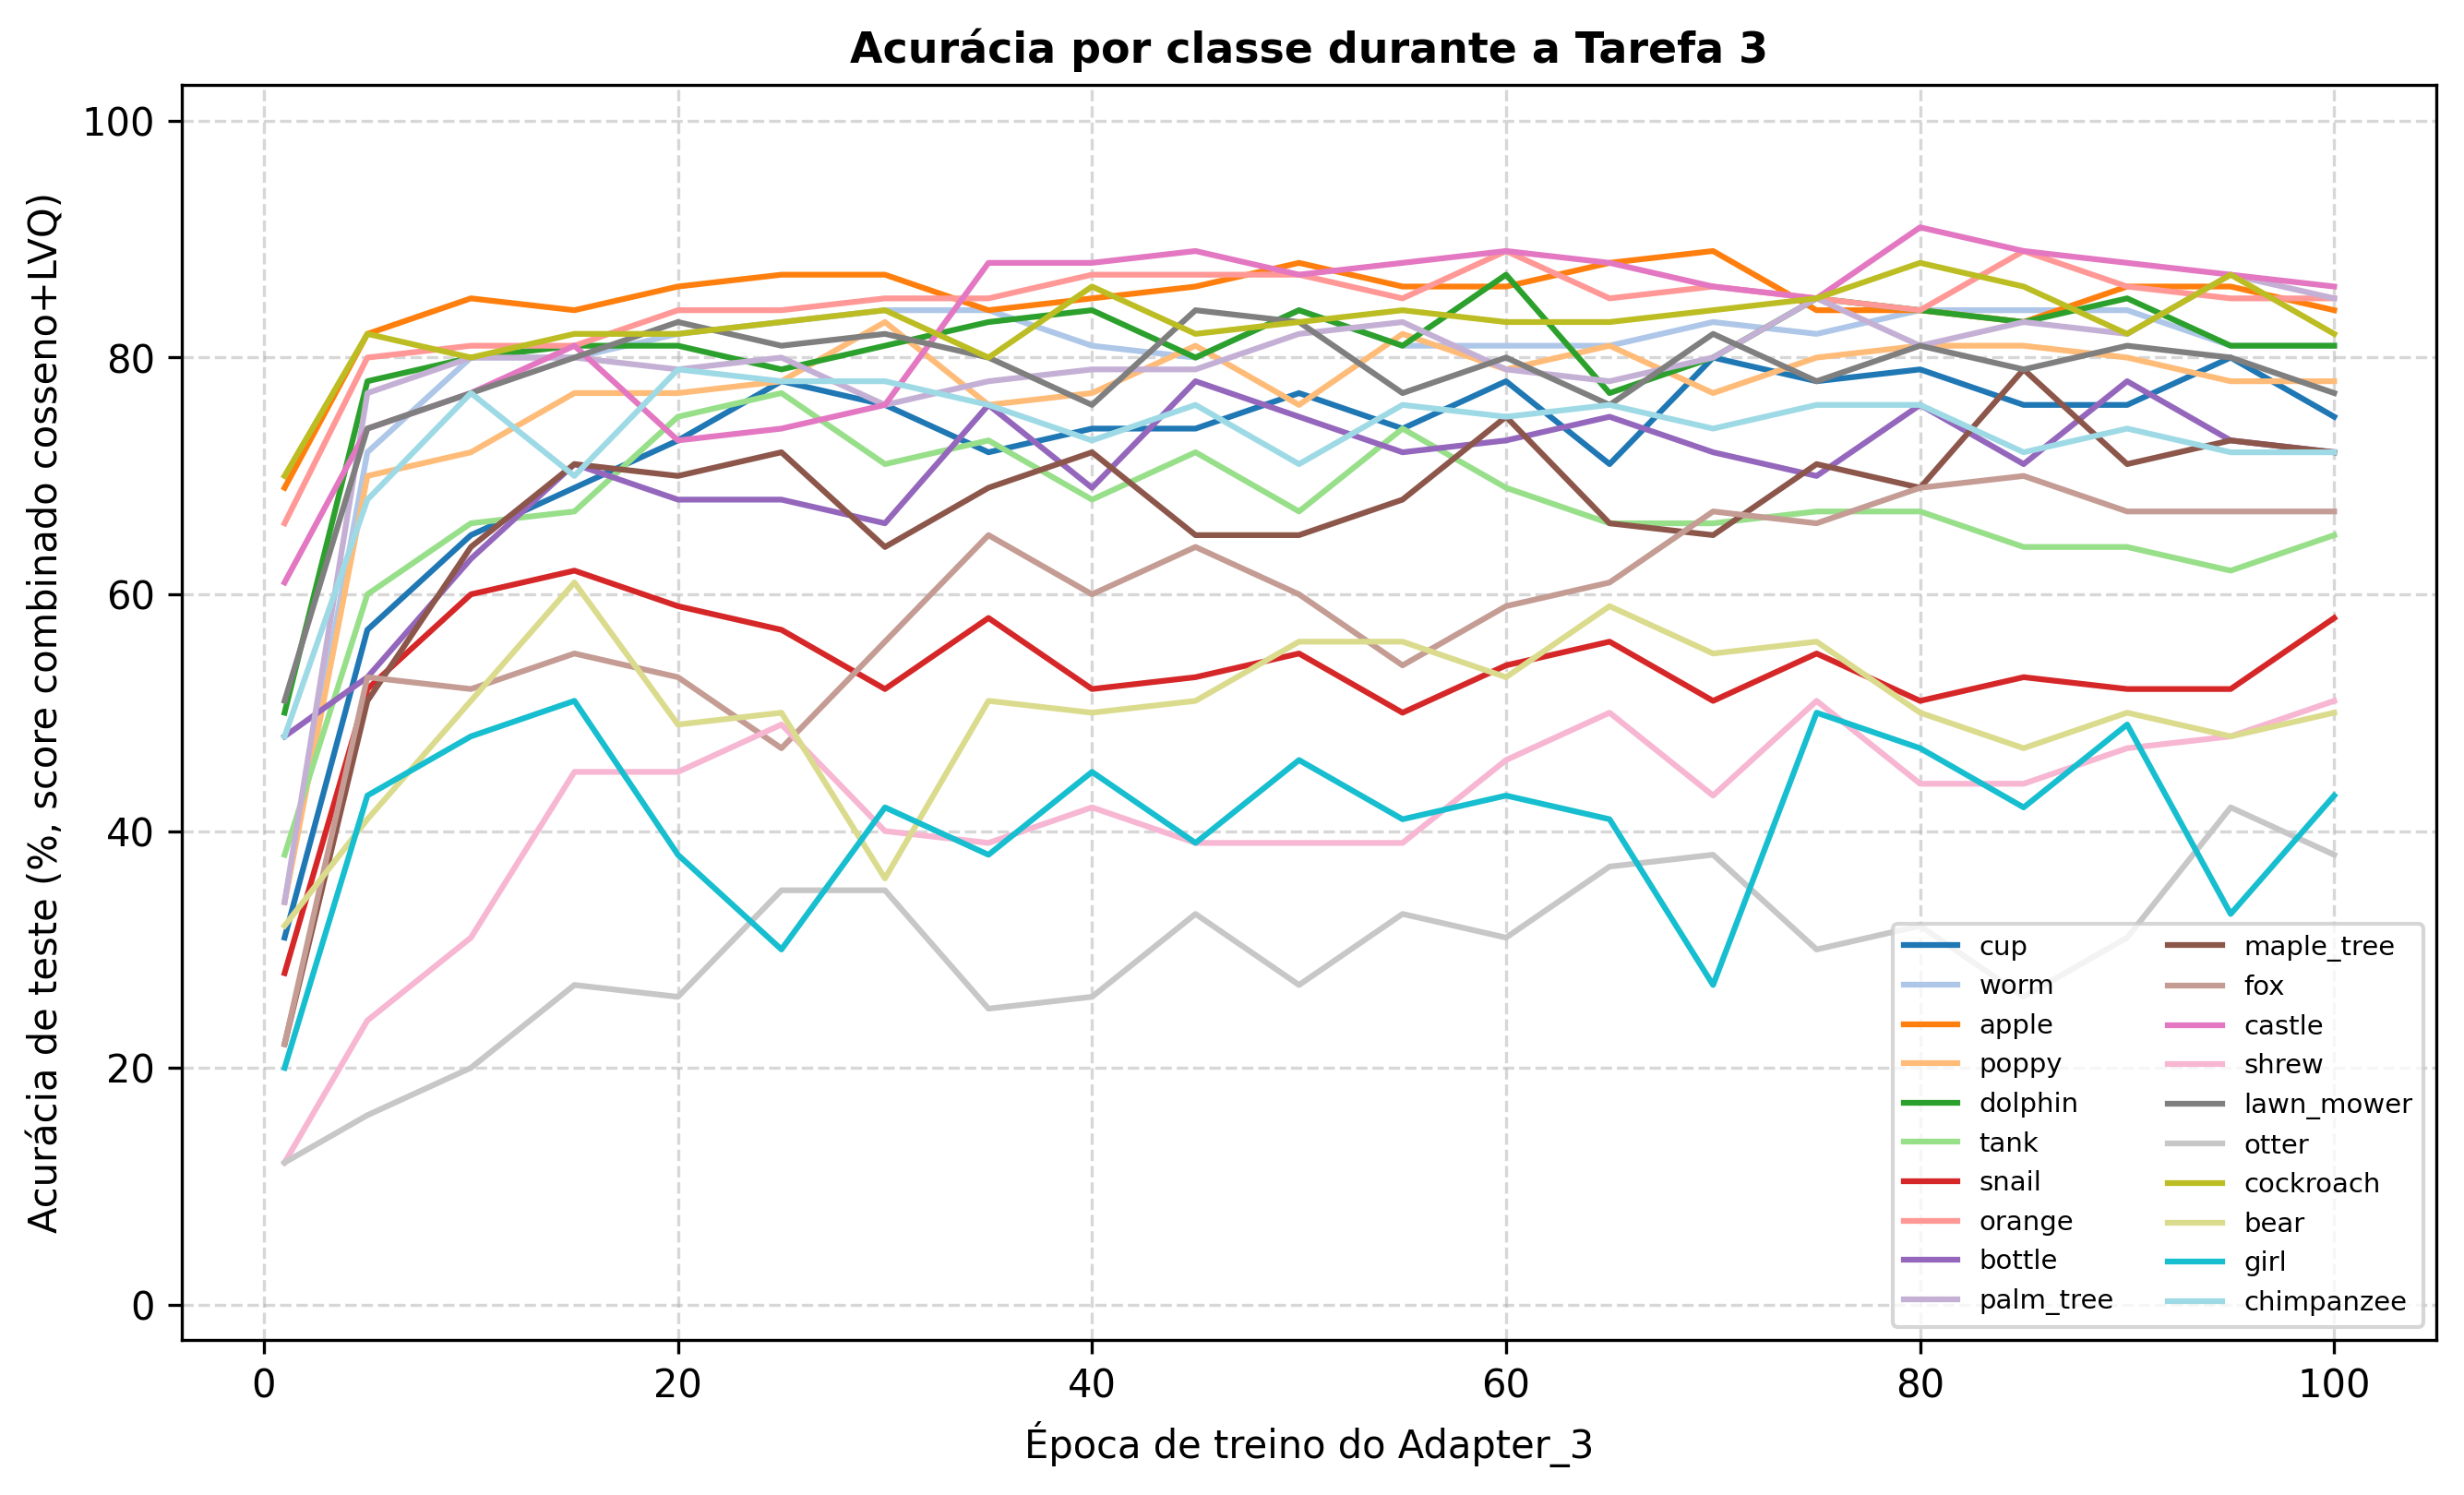 Acurácia por classe durante a Tarefa 3
Acurácia de teste (%, score combinado cosseno+LVQ)
100
80
60
40
20
0
0
20
40
60
80
100
Época de treino do Adapter_3
cup
worm
apple
poppy
dolphin
tank
snail
orange
bottle
palm_tree
maple_tree
fox
castle
shrew
lawn_mower
otter
cockroach
bear
girl
chimpanzee